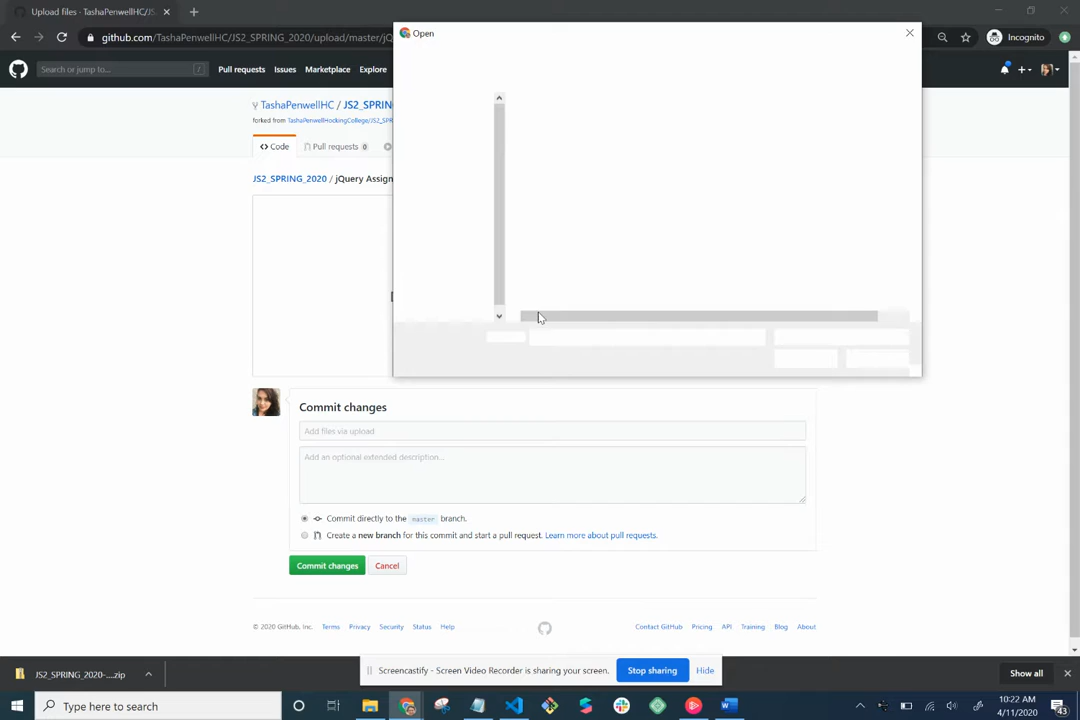 Upload files - TashaPenwellHC/JS
Open
github.com/TashaPenwellHC/JS2_SPRING_2020/upload/master/jQ
Incognito
Search or jump to...
/
Pull requests
Issues
Marketplace
Explore
TashaPenwellHC / JS2_SPRIN
forked from TashaPenwellHockingCollege/JS2_SPR
Code
Pull requests 0
JS2_SPRING_2020 / jQuery Assign
Commit changes
Add files via upload
Add an optional extended description...
Commit directly to the master branch.
Create a new branch for this commit and start a pull request. Learn more about pull requests.
Commit changes
Cancel
© 2020 GitHub, Inc.
Terms
Privacy
Security
Status
Help
Contact GitHub
Pricing
API
Training
Blog
About
JS2_SPRING_2020-....zip
Screencastify - Screen Video Recorder is sharing your screen.
Stop sharing
Hide
Show all
Type here to search
10:22 AM
4/11/2020
43